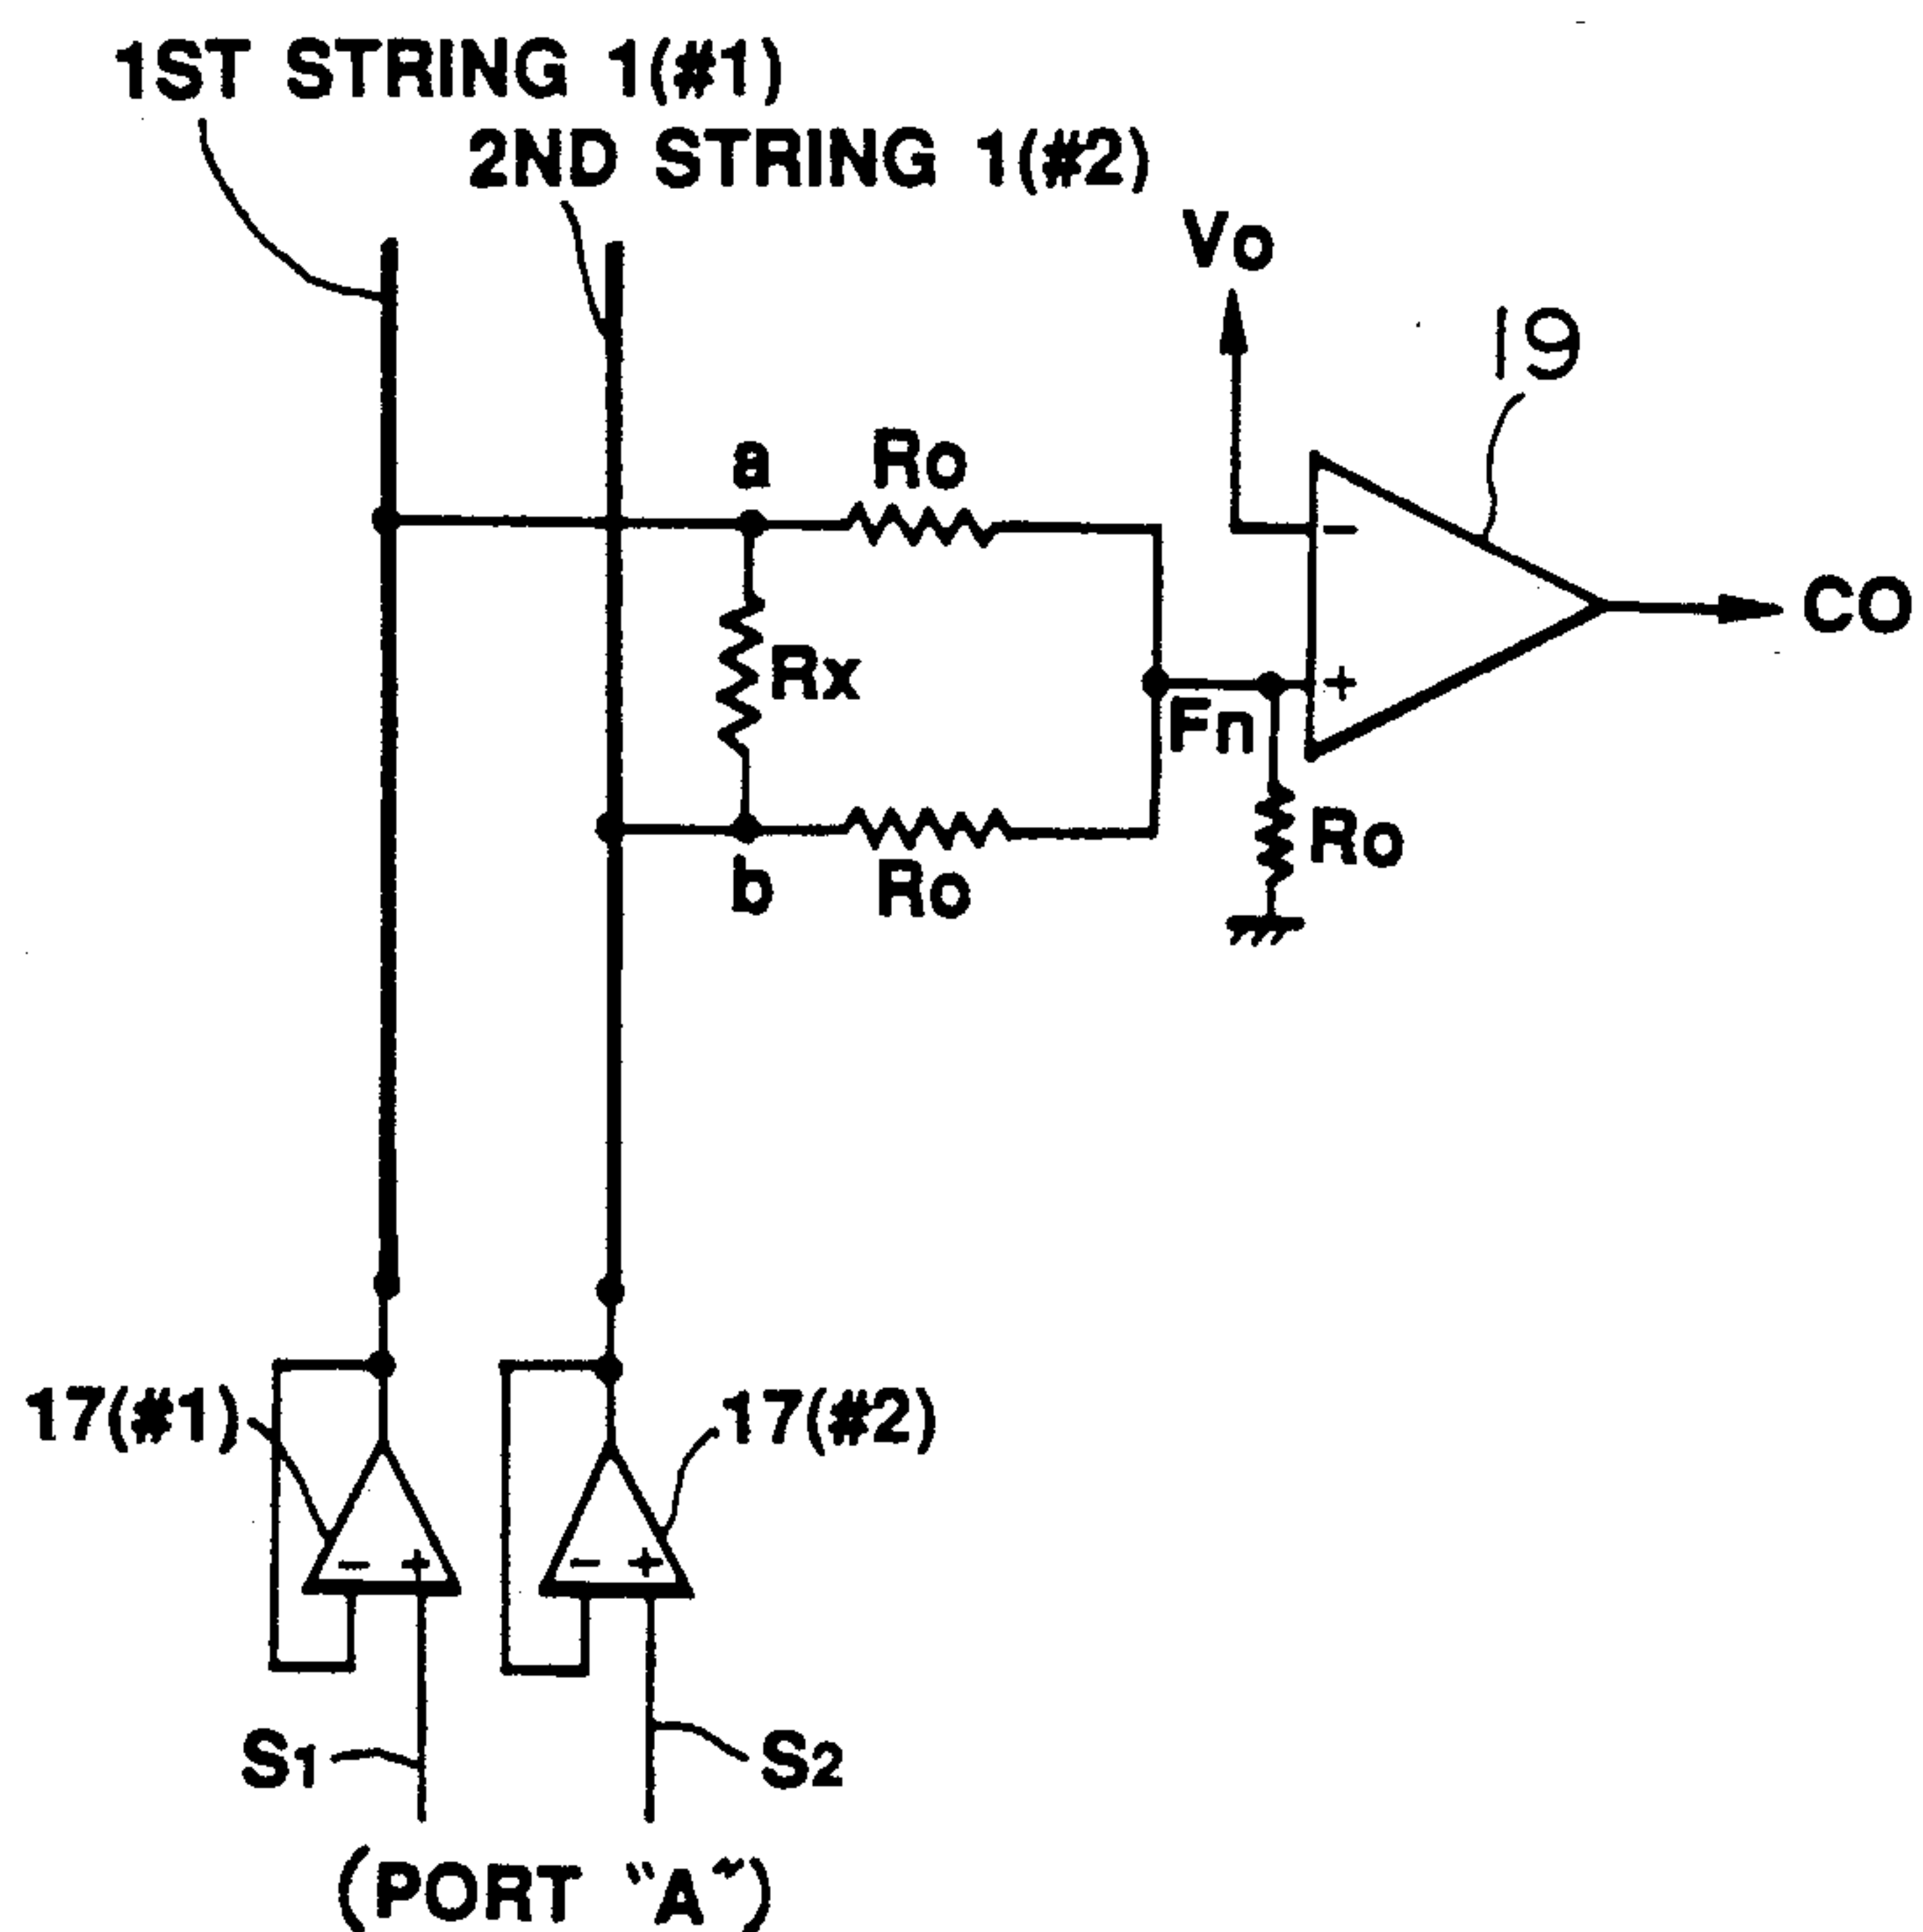 1ST STRING 1(#1)
2ND STRING 1(#2)
Vo
19
a
Ro
-
CO
Rx
+
Fn
Ro
b
Ro
17(#1)
17(#2)
- +
- +
S1
S2
(PORT "A")